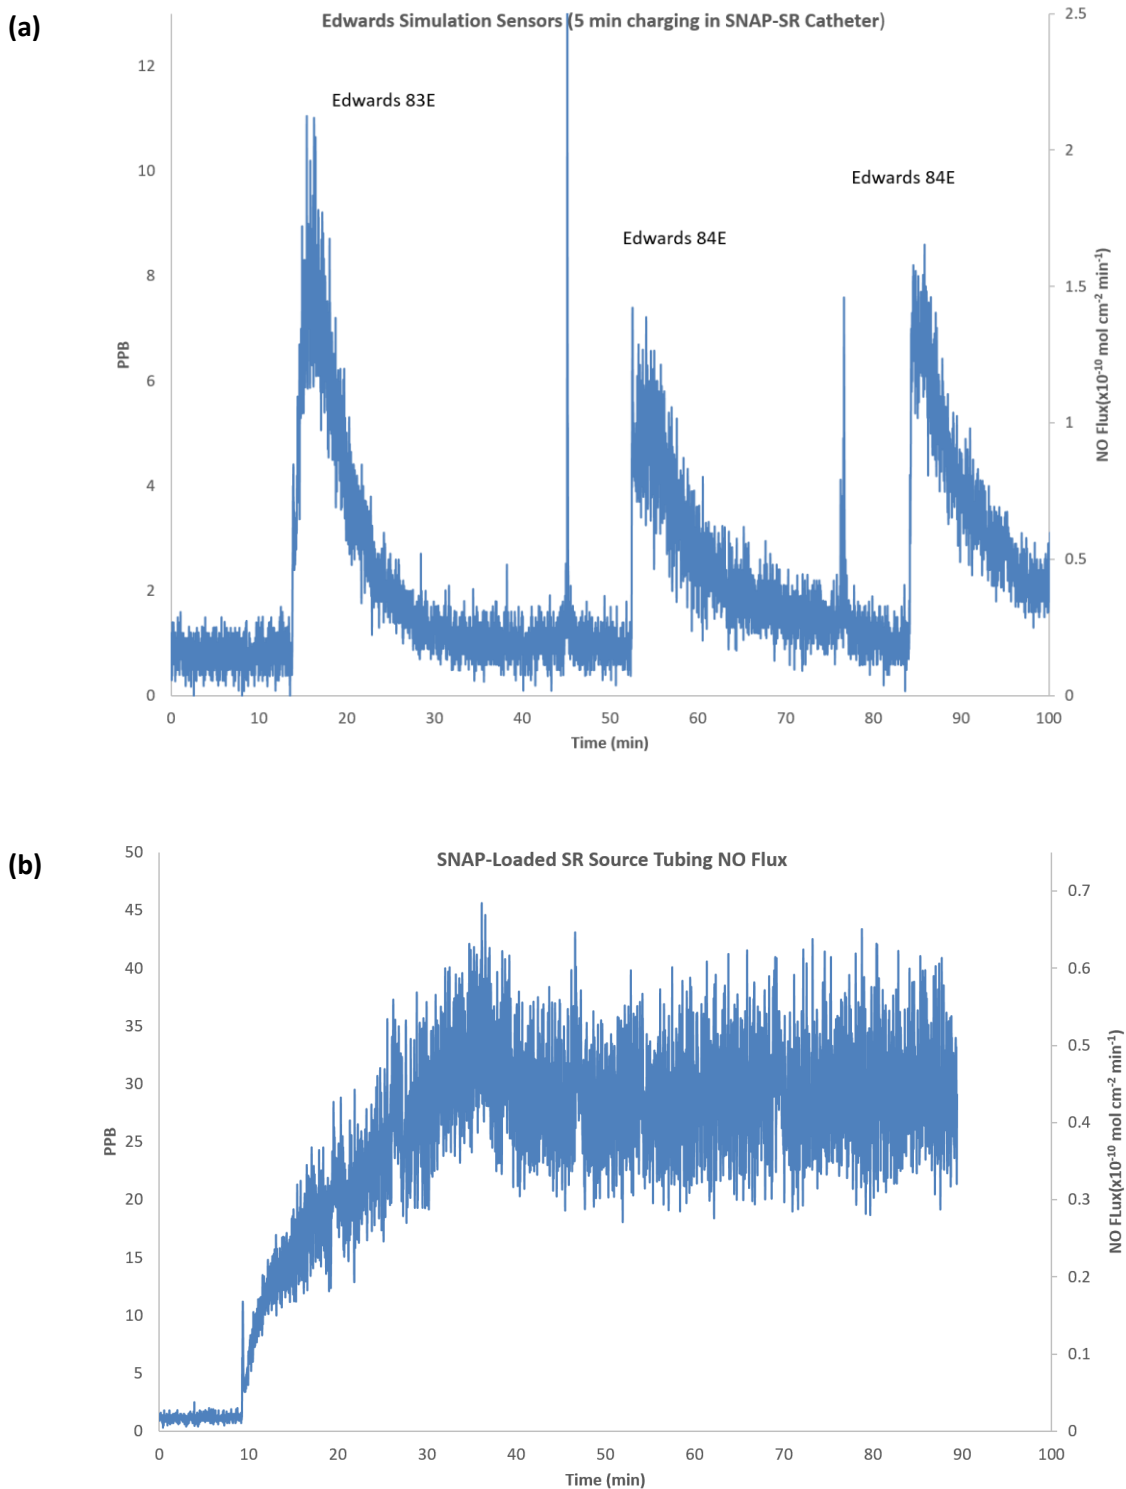 (a)
Edwards Simulation Sensors (5 min charging in SNAP-SR Catheter)
2.5
12
Edwards 83E
2
10
Edwards 84E
Edwards 84E
8
1.5
PPB
NO Flux(x10⁻¹⁰ mol cm⁻² min⁻¹)
6
1
4
0.5
2
0
0
0 10 20 30 40 50 60 70 80 90 100
Time (min)
(b)
50
SNAP-Loaded SR Source Tubing NO Flux
0.7
45
40
0.6
35
0.5
30
PPB
NO FLux(x10⁻¹⁰ mol cm⁻² min⁻¹)
25
0.4
20
0.3
15
0.2
10
0.1
5
0
0
0 10 20 30 40 50 60 70 80 90 100
Time (min)